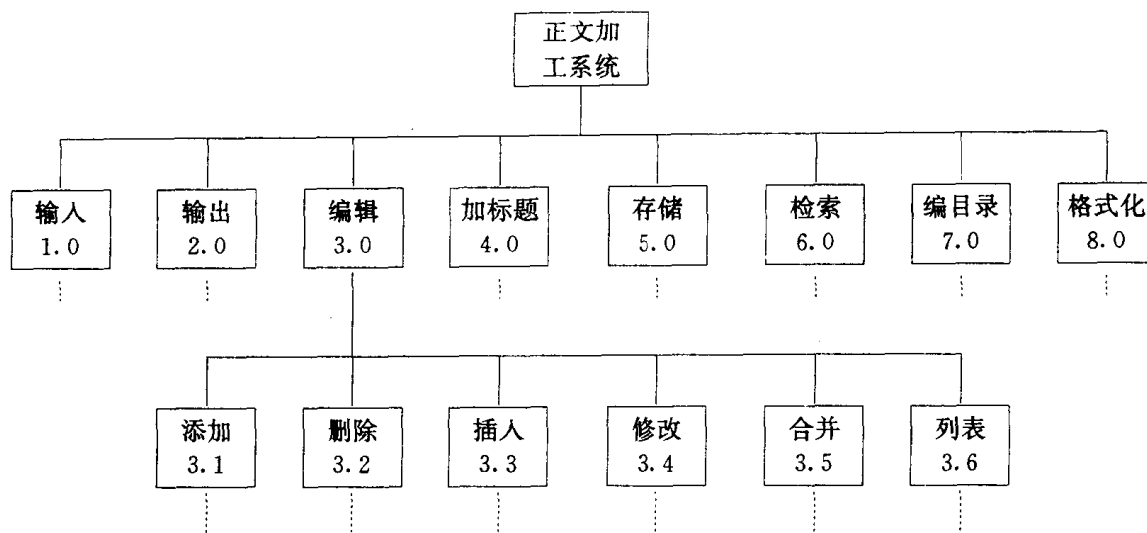 正文加
工系统
输入
1.0
输出
2.0
编辑
3.0
加标题
4.0
存储
5.0
检索
6.0
编目录
7.0
格式化
8.0
添加
3.1
删除
3.2
插入
3.3
修改
3.4
合并
3.5
列表
3.6